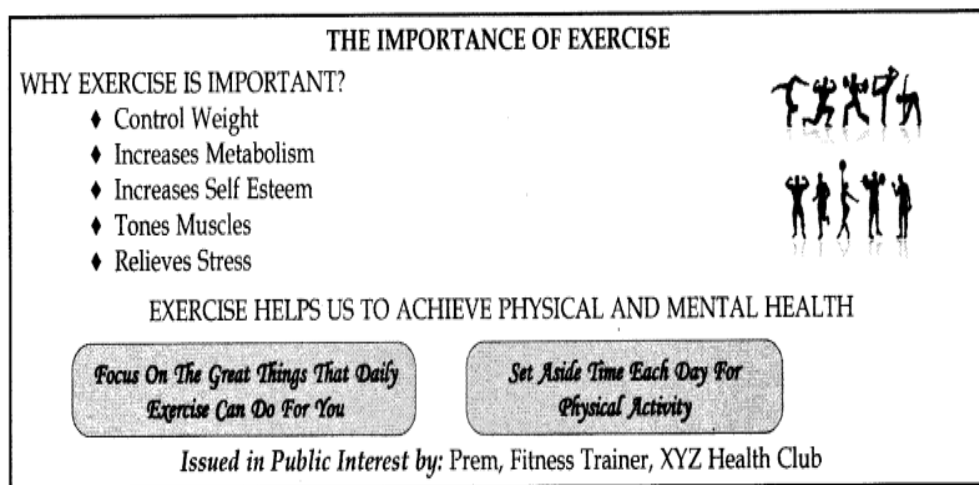 THE IMPORTANCE OF EXERCISE
WHY EXERCISE IS IMPORTANT?
♦ Control Weight
♦ Increases Metabolism
♦ Increases Self Esteem
♦ Tones Muscles
♦ Relieves Stress
EXERCISE HELPS US TO ACHIEVE PHYSICAL AND MENTAL HEALTH
Focus On The Great Things That Daily
Exercise Can Do For You
Set Aside Time Each Day For
Physical Activity
Issued in Public Interest by: Prem, Fitness Trainer, XYZ Health Club